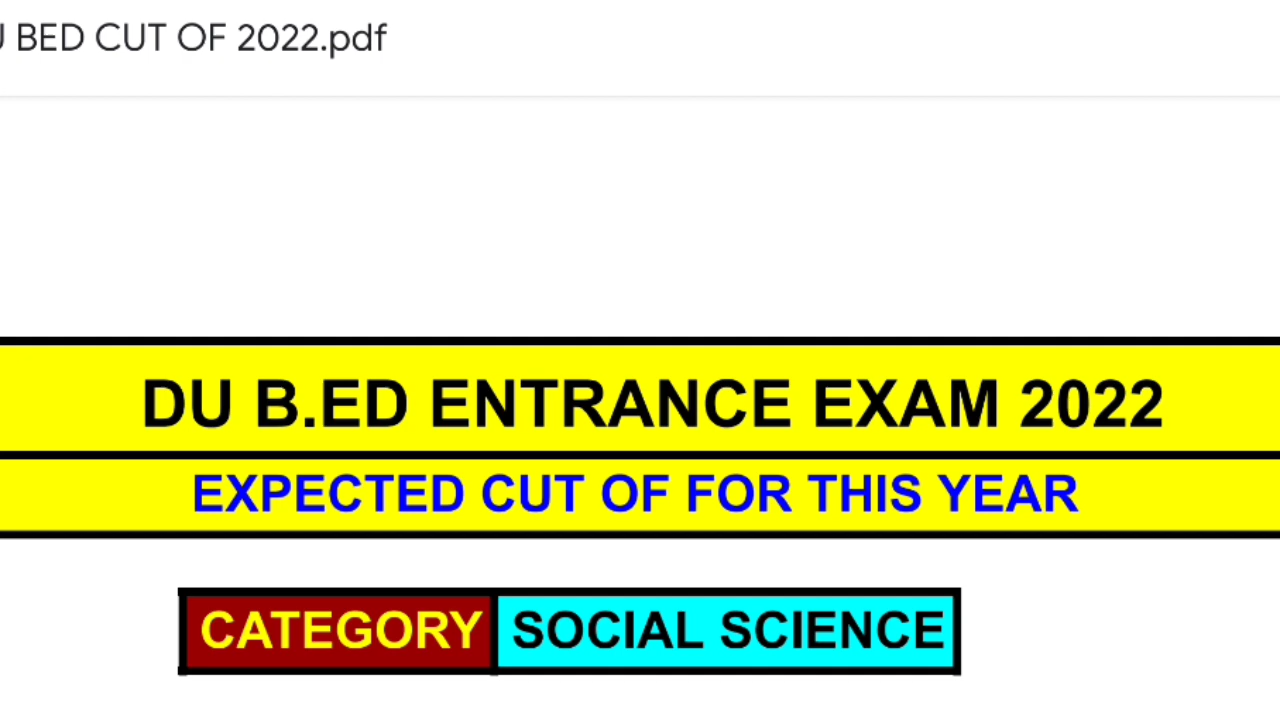 BED CUT OF 2022.pdf
DU B.ED ENTRANCE EXAM 2022
EXPECTED CUT OF FOR THIS YEAR
CATEGORY SOCIAL SCIENCE